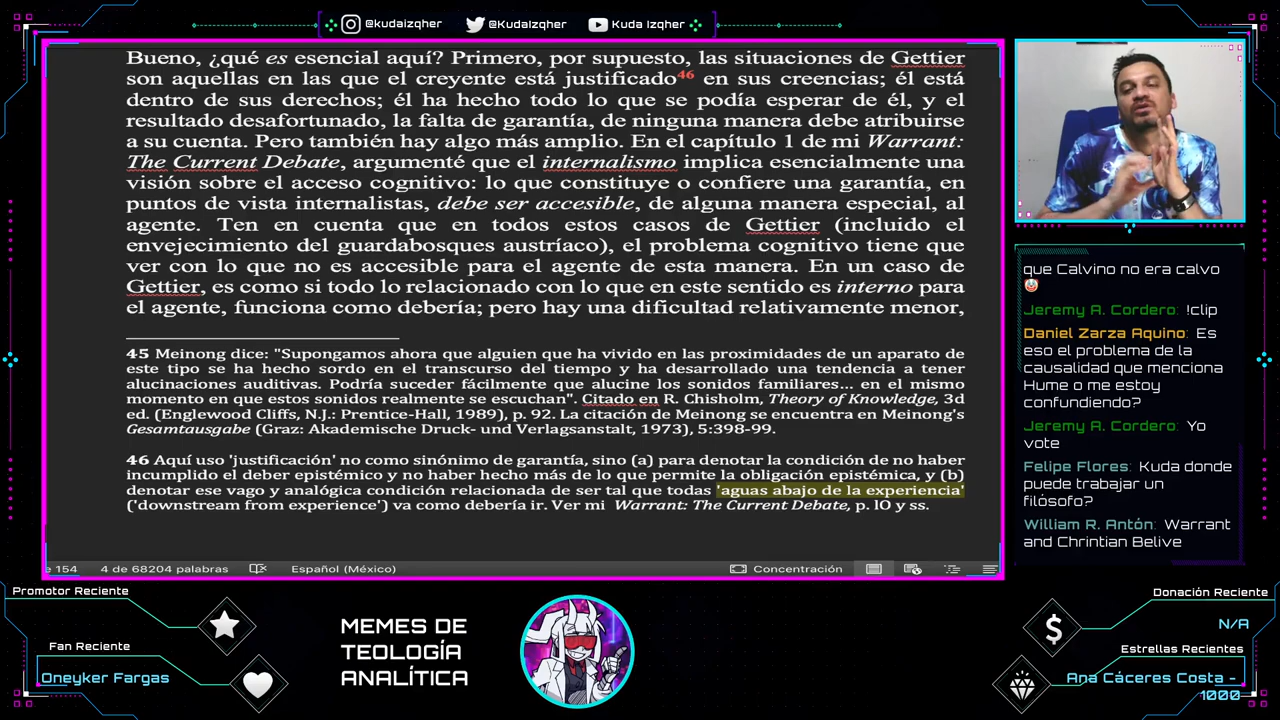 @kudaizqher
@KudaIzqher
Kuda Izqher
Bueno, ¿qué es esencial aquí? Primero, por supuesto, las situaciones de Gettier
son aquellas en las que el creyente está justificado46 en sus creencias; él está
dentro de sus derechos; él ha hecho todo lo que se podía esperar de él, y el
resultado desafortunado, la falta de garantía, de ninguna manera debe atribuirse
a su cuenta. Pero también hay algo más amplio. En el capítulo 1 de mi Warrant:
The Current Debate, argumenté que el internalismo implica esencialmente una
visión sobre el acceso cognitivo: lo que constituye o confiere una garantía, en
puntos de vista internalistas, debe ser accesible, de alguna manera especial, al
agente. Ten en cuenta que en todos estos casos de Gettier (incluido el
envejecimiento del guardabosques austríaco), el problema cognitivo tiene que
ver con lo que no es accesible para el agente de esta manera. En un caso de
Gettier, es como si todo lo relacionado con lo que en este sentido es interno para
el agente, funciona como debería; pero hay una dificultad relativamente menor,
45 Meinong dice: "Supongamos ahora que alguien que ha vivido en las proximidades de un aparato de
este tipo se ha hecho sordo en el transcurso del tiempo y ha desarrollado una tendencia a tener
alucinaciones auditivas. Podría suceder fácilmente que alucine los sonidos familiares... en el mismo
momento en que estos sonidos realmente se escuchan". Citado en R. Chisholm, Theory of Knowledge, 3d
ed. (Englewood Cliffs, N.J.: Prentice-Hall, 1989), p. 92. La citación de Meinong se encuentra en Meinong's
Gesamtausgabe (Graz: Akademische Druck- und Verlagsanstalt, 1973), 5:398-99.
46 Aquí uso 'justificación' no como sinónimo de garantía, sino (a) para denotar la condición de no haber
incumplido el deber epistémico y no haber hecho más de lo que permite la obligación epistémica, y (b)
denotar ese vago y analógica condición relacionada de ser tal que todas 'aguas abajo de la experiencia'
('downstream from experience') va como debería ir. Ver mi Warrant: The Current Debate, p. l0 y ss.
e 154
4 de 68204 palabras
Español (México)
Concentración
que Calvino no era calvo
Jeremy A. Cordero: !clip
Daniel Zarza Aquino: Es
eso el problema de la
causalidad que menciona
Hume o me estoy
confundiendo?
Jeremy A. Cordero: Yo
vote
Felipe Flores: Kuda donde
puede trabajar un
filósofo?
William R. Antón: Warrant
and Chrintian Belive
Promotor Reciente
Fan Reciente
Oneyker Fargas
MEMES DE
TEOLOGÍA
ANALÍTICA
Donación Reciente
$
N/A
Estrellas Recientes
Ana Cáceres Costa -
1000